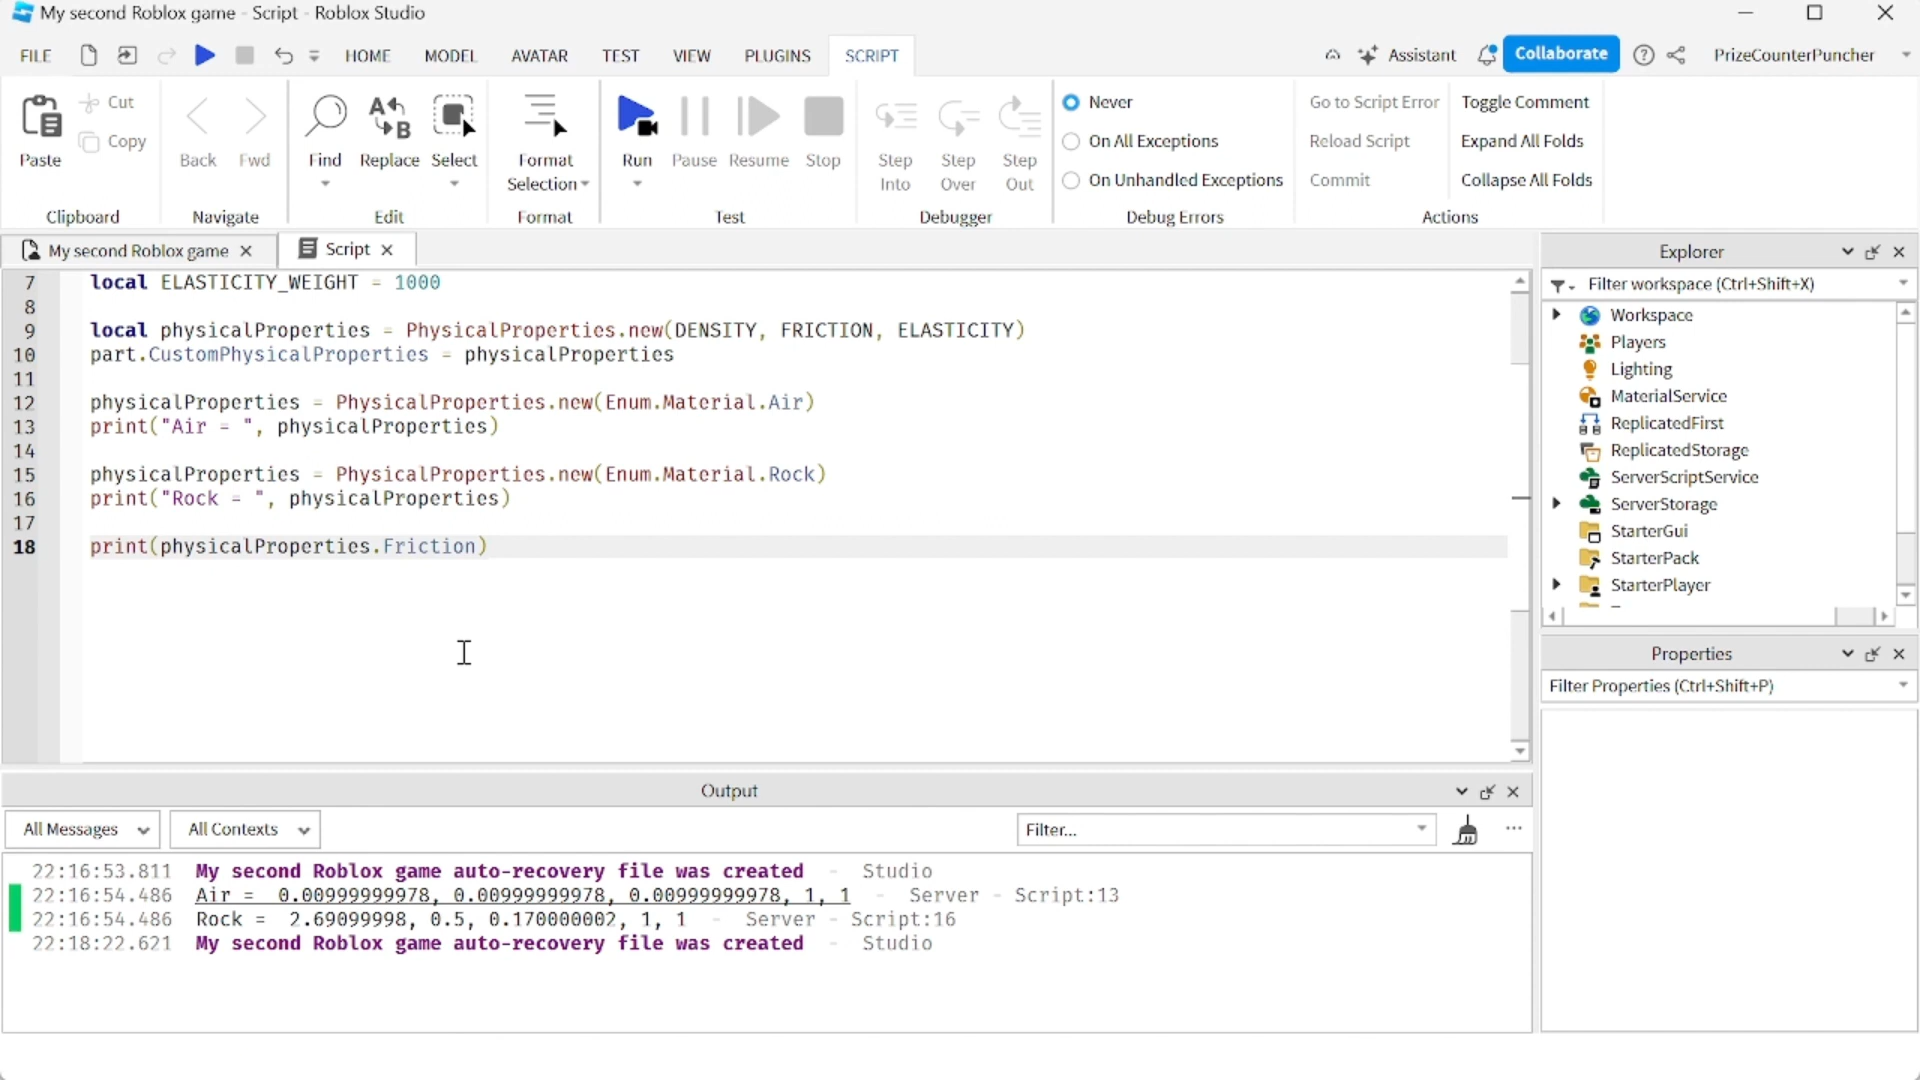 My second Roblox game - Script - Roblox Studio
FILE HOME MODEL AVATAR TEST VIEW PLUGINS SCRIPT Assistant Collaborate PrizeCounterPuncher
Paste Cut Copy
Clipboard
Back Fwd
Navigate
Find Replace Select
Edit
Format Selection
Format
Run Pause Resume Stop
Test
Step Into Step Over Step Out
Debugger
Never
On All Exceptions
On Unhandled Exceptions
Debug Errors
Go to Script Error Toggle Comment
Reload Script Expand All Folds
Commit Collapse All Folds
Actions
My second Roblox game Script
7 local ELASTICITY_WEIGHT = 1000
8
9 local physicalProperties = PhysicalProperties.new(DENSITY, FRICTION, ELASTICITY)
10 part.CustomPhysicalProperties = physicalProperties
11
12 physicalProperties = PhysicalProperties.new(Enum.Material.Air)
13 print("Air = ", physicalProperties)
14
15 physicalProperties = PhysicalProperties.new(Enum.Material.Rock)
16 print("Rock = ", physicalProperties)
17
18 print(physicalProperties.Friction)
Explorer
Filter workspace (Ctrl+Shift+X)
Workspace
Players
Lighting
MaterialService
ReplicatedFirst
ReplicatedStorage
ServerScriptService
ServerStorage
StarterGui
StarterPack
StarterPlayer
Properties
Filter Properties (Ctrl+Shift+P)
Output
All Messages All Contexts Filter...
22:16:53.811 My second Roblox game auto-recovery file was created - Studio
22:16:54.486 Air = 0.00999999978, 0.00999999978, 0.00999999978, 1, 1 - Server - Script:13
22:16:54.486 Rock = 2.69099998, 0.5, 0.170000002, 1, 1 - Server - Script:16
22:18:22.621 My second Roblox game auto-recovery file was created - Studio